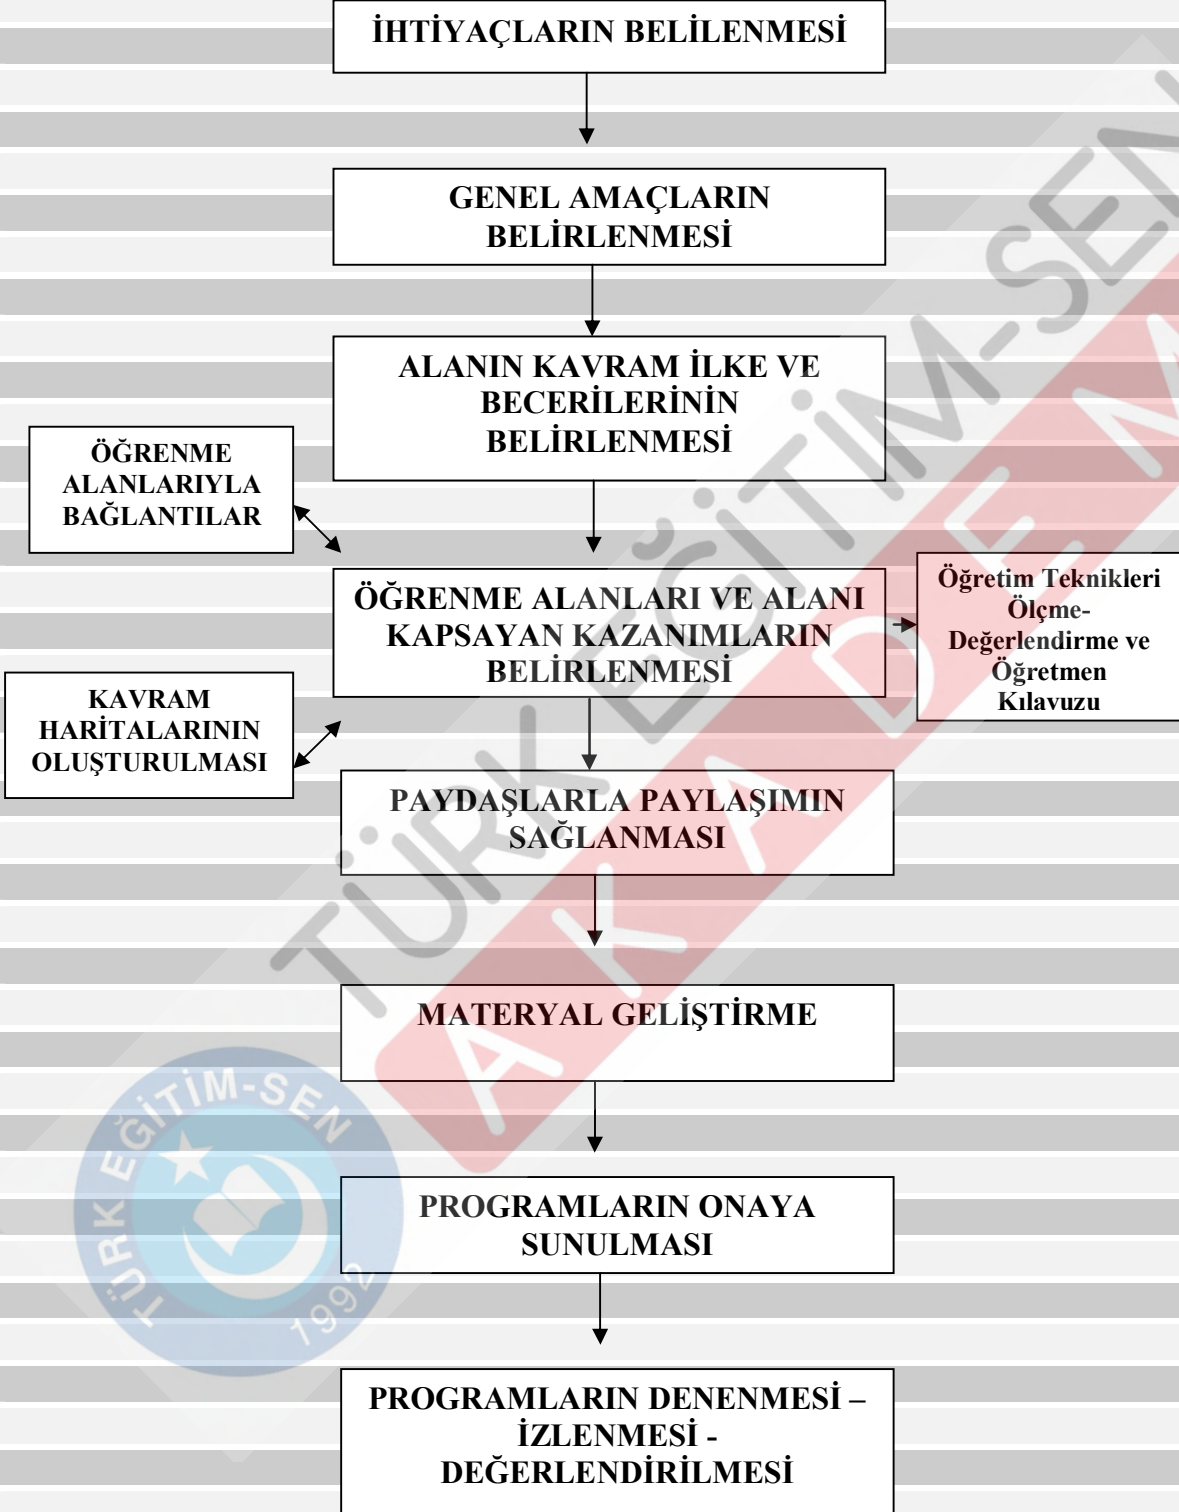 İHTİYAÇLARIN BELİLENMESİ
GENEL AMAÇLARIN
BELİRLENMESİ
ALANIN KAVRAM İLKE VE
BECERİLERİNİN
BELİRLENMESİ
ÖĞRENME
ALANLARIYLA
BAĞLANTILAR
ÖĞRENME ALANLARI VE ALANI
KAPSAYAN KAZANIMLARIN
BELİRLENMESİ
Öğretim Teknikleri
Ölçme-
Değerlendirme ve
Öğretmen
Kılavuzu
KAVRAM
HARİTALARININ
OLUŞTURULMASI
PAYDAŞLARLA PAYLAŞIMIN
SAĞLANMASI
MATERYAL GELİŞTİRME
PROGRAMLARIN ONAYA
SUNULMASI
PROGRAMLARIN DENENMESİ –
İZLENMESİ -
DEĞERLENDİRİLMESİ
TÜRK EĞİTİM-SEN
AKADEM
TÜRK EĞİTİM-SEN
1992